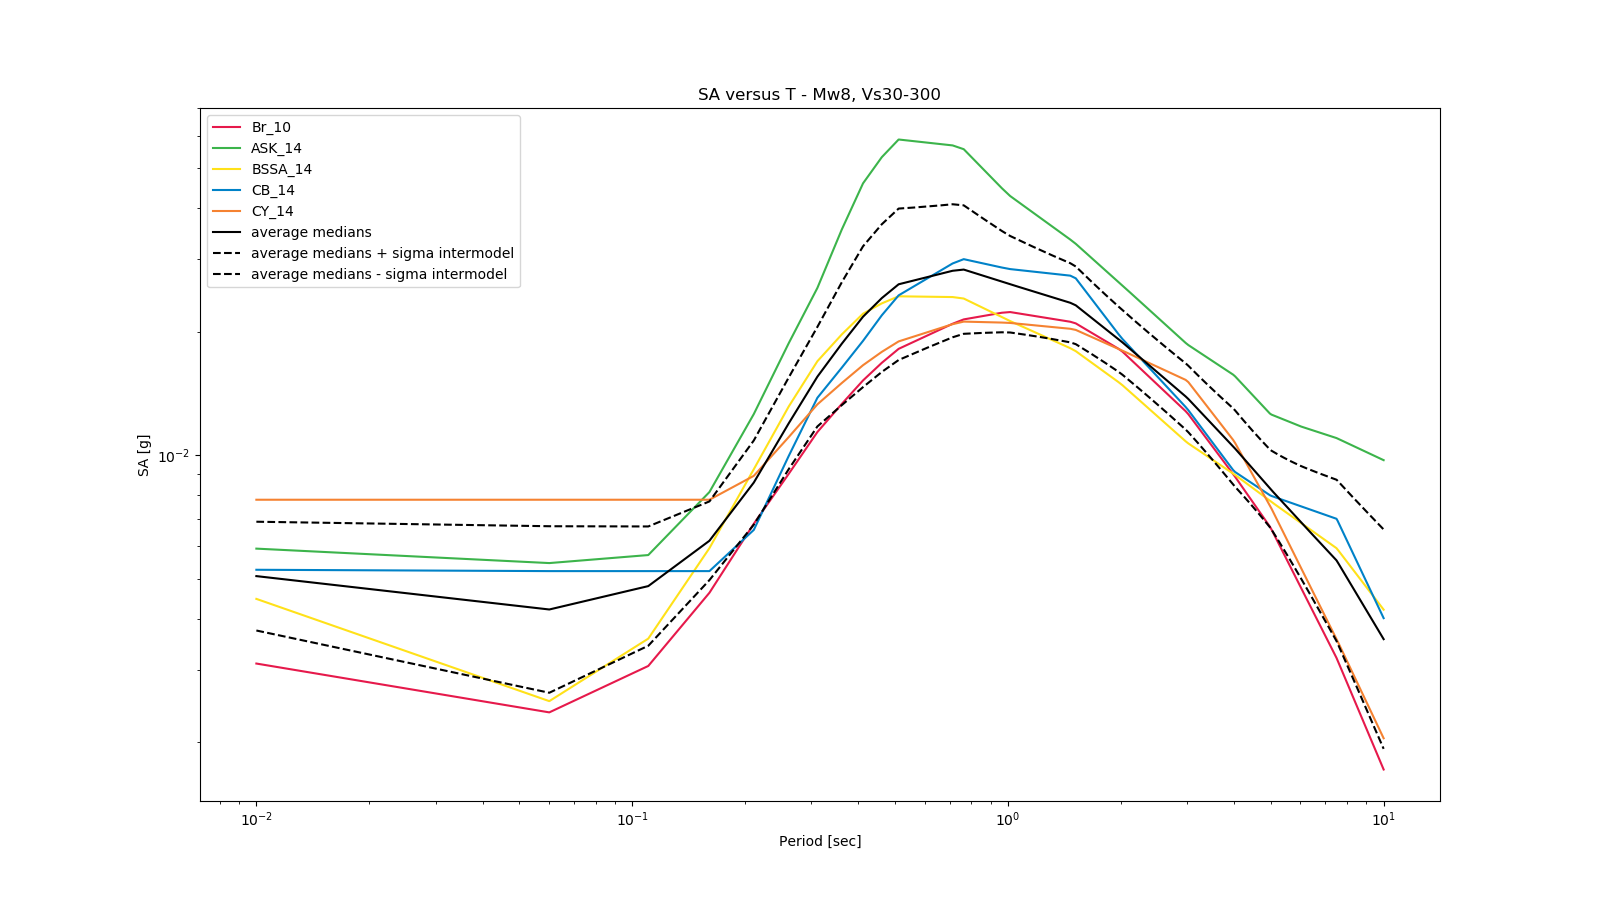 SA versus T - Mw8, Vs30-300
Br_10
ASK_14
BSSA_14
CB_14
CY_14
average medians
average medians + sigma intermodel
average medians - sigma intermodel
SA [g]
10⁻²
10⁻² 10⁻¹ 10⁰ 10¹
Period [sec]